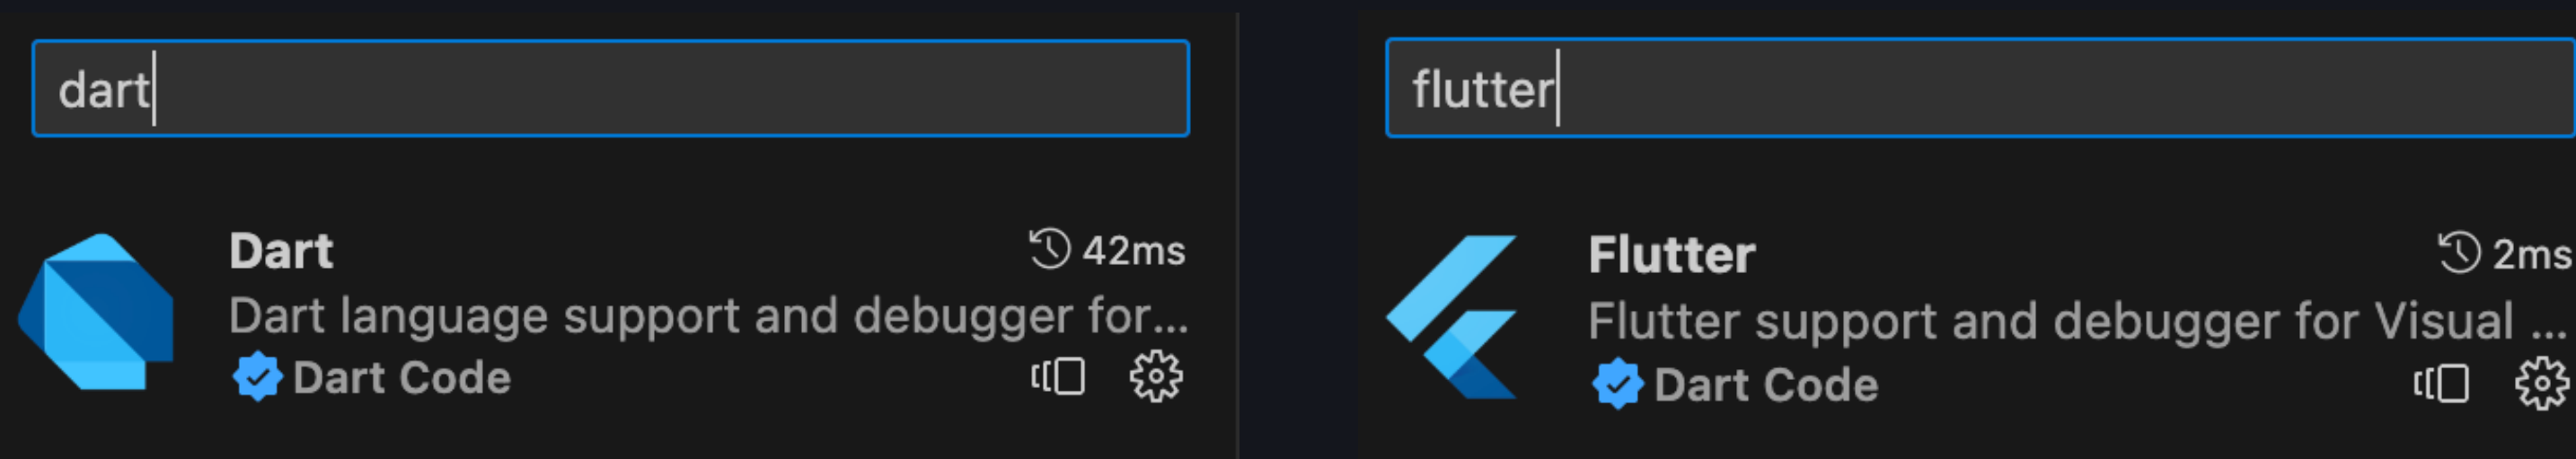 dart
Dart
42ms
Dart language support and debugger for...
Dart Code
flutter
Flutter
2ms
Flutter support and debugger for Visual ...
Dart Code